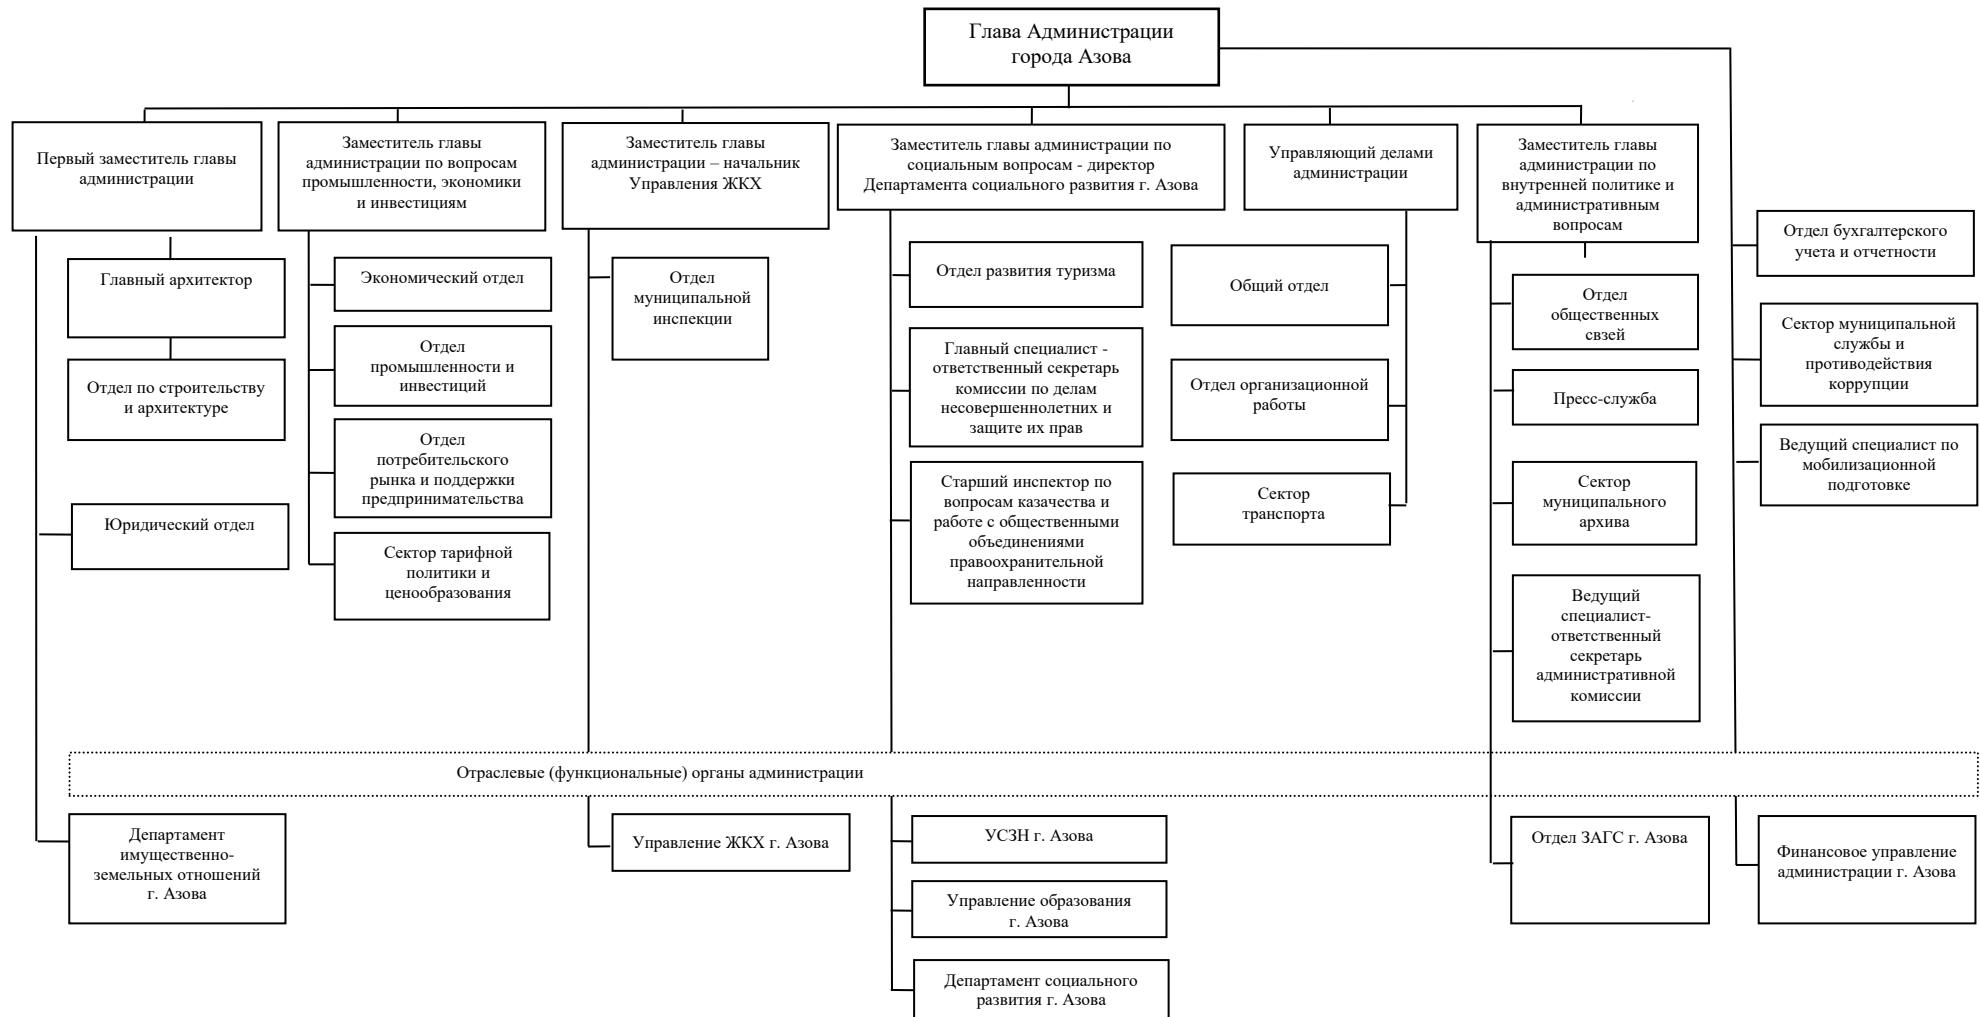 Глава Администрации
города Азова
Первый заместитель главы
администрации
Заместитель главы
администрации по вопросам
промышленности, экономики
и инвестициям
Заместитель главы
администрации – начальник
Управления ЖКХ
Заместитель главы администрации по
социальным вопросам - директор
Департамента социального развития г. Азова
Управляющий делами
администрации
Заместитель главы
администрации по
внутренней политике и
административным
вопросам
Главный архитектор
Отдел по строительству
и архитектуре
Юридический отдел
Экономический отдел
Отдел
промышленности и
инвестиций
Отдел
потребительского
рынка и поддержки
предпринимательства
Сектор тарифной
политики и
ценообразования
Отдел
муниципальной
инспекции
Отдел развития туризма
Главный специалист -
ответственный секретарь
комиссии по делам
несовершеннолетних и
защите их прав
Старший инспектор по
вопросам казачества и
работе с общественными
объединениями
правоохранительной
направленности
Общий отдел
Отдел организационной
работы
Сектор
транспорта
Отдел
общественных
свзей
Пресс-служба
Сектор
муниципального
архива
Ведущий
специалист-
ответственный
секретарь
административной
комиссии
Отдел бухгалтерского
учета и отчетности
Сектор муниципальной
службы и
противодействия
коррупции
Ведущий специалист по
мобилизационной
подготовке
Отраслевые (функциональные) органы администрации
Департамент
имущественно-
земельных отношений
г. Азова
Управление ЖКХ г. Азова
УСЗН г. Азова
Управление образования
г. Азова
Департамент социального
развития г. Азова
Отдел ЗАГС г. Азова
Финансовое управление
администрации г. Азова